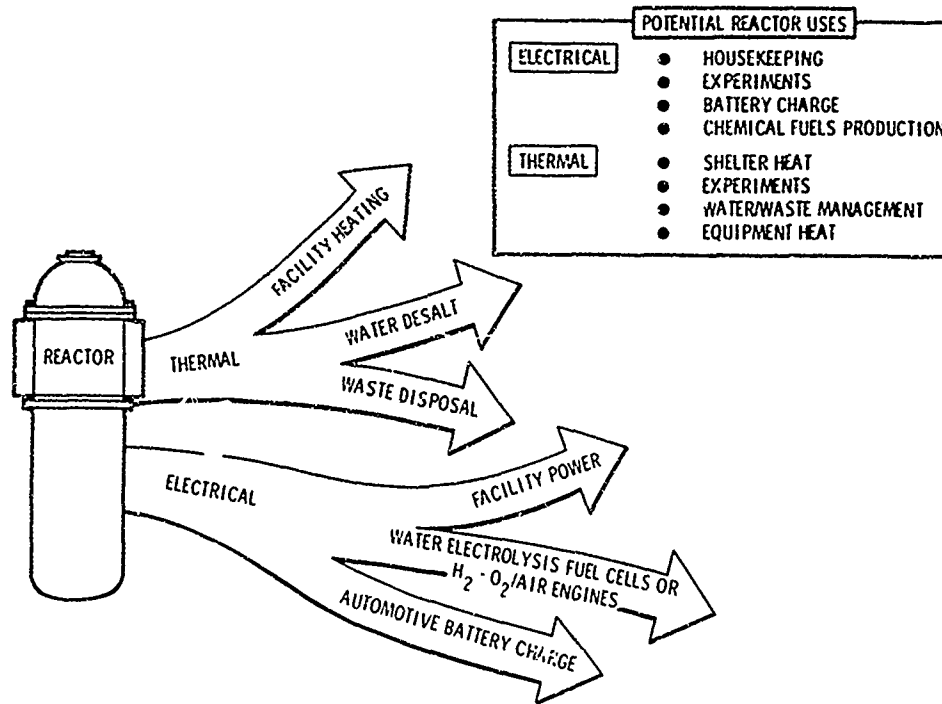 POTENTIAL REACTOR USES
ELECTRICAL
● HOUSEKEEPING
● EXPERIMENTS
● BATTERY CHARGE
● CHEMICAL FUELS PRODUCTION
THERMAL
● SHELTER HEAT
● EXPERIMENTS
● WATER/WASTE MANAGEMENT
● EQUIPMENT HEAT
FACILITY HEATING
WATER DESALT
REACTOR
THERMAL
WASTE DISPOSAL
FACILITY POWER
ELECTRICAL
WATER ELECTROLYSIS FUEL CELLS OR
H₂ - O₂/AIR ENGINES
AUTOMOTIVE BATTERY CHARGE